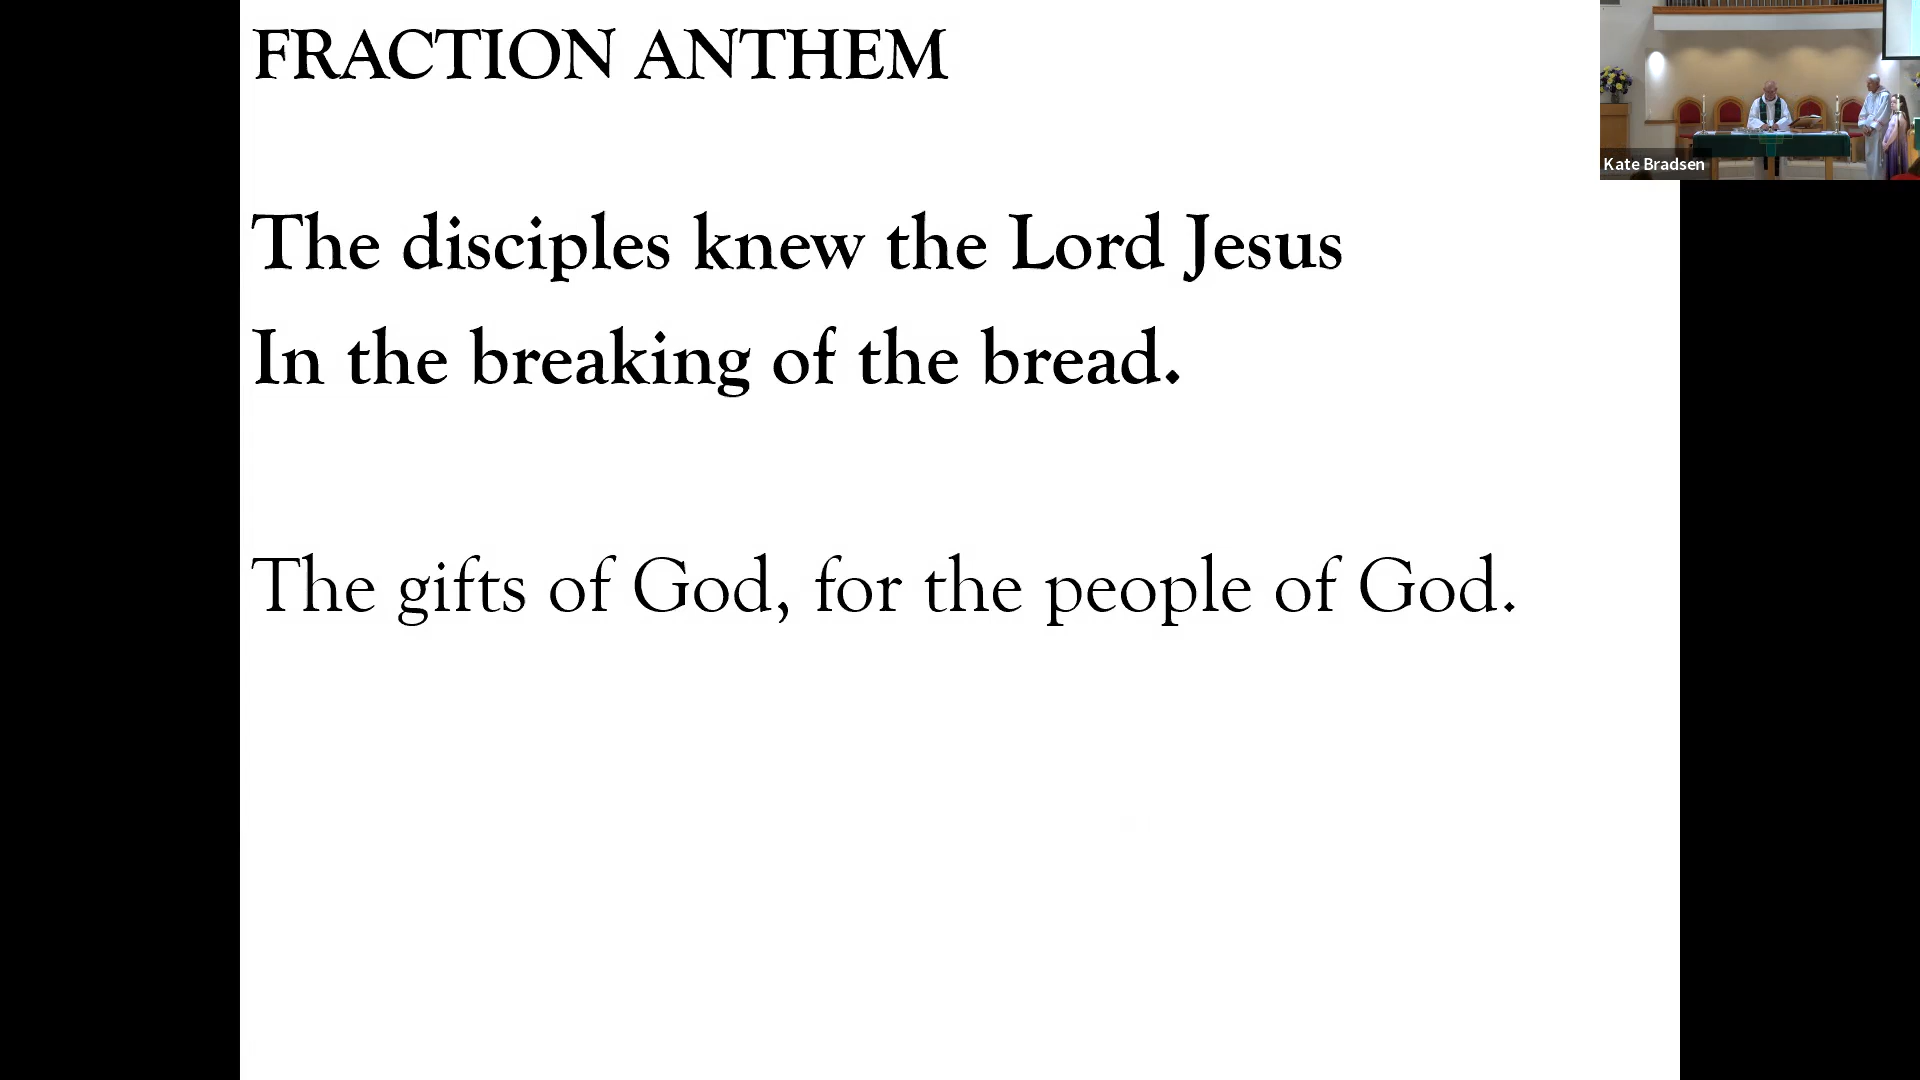 FRACTION ANTHEM
The disciples knew the Lord Jesus
In the breaking of the bread.
The gifts of God, for the people of God.
Kate Bradsen